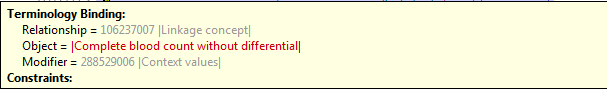 Terminology Binding:
Relationship = 106237007 |Linkage concept|
Object = |Complete blood count without differential|
Modifier = 288529006 |Context values|
Constraints: